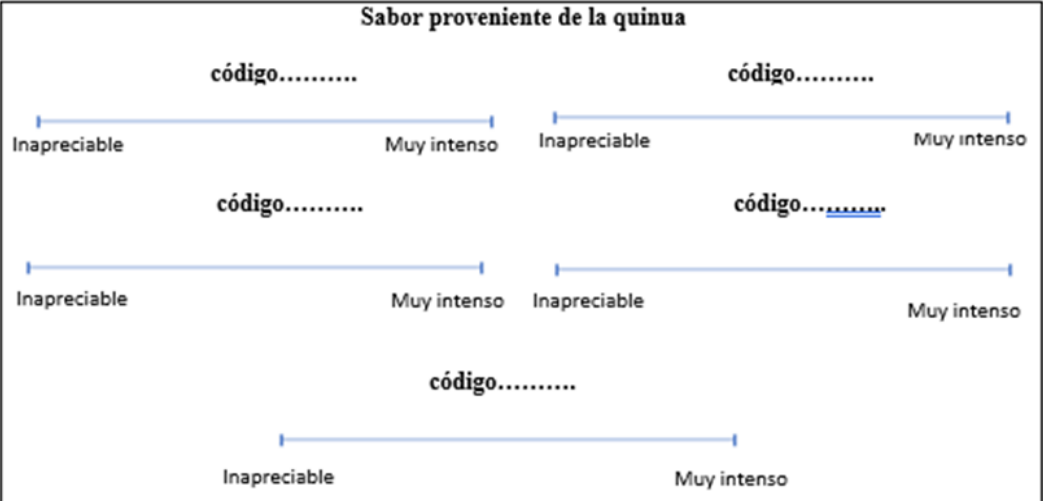 Sabor proveniente de la quinua
código……….
código……….
Inapreciable
Muy intenso
Inapreciable
Muy intenso
código……….
código………..
Inapreciable
Muy intenso
Inapreciable
Muy intenso
código……….
Inapreciable
Muy intenso